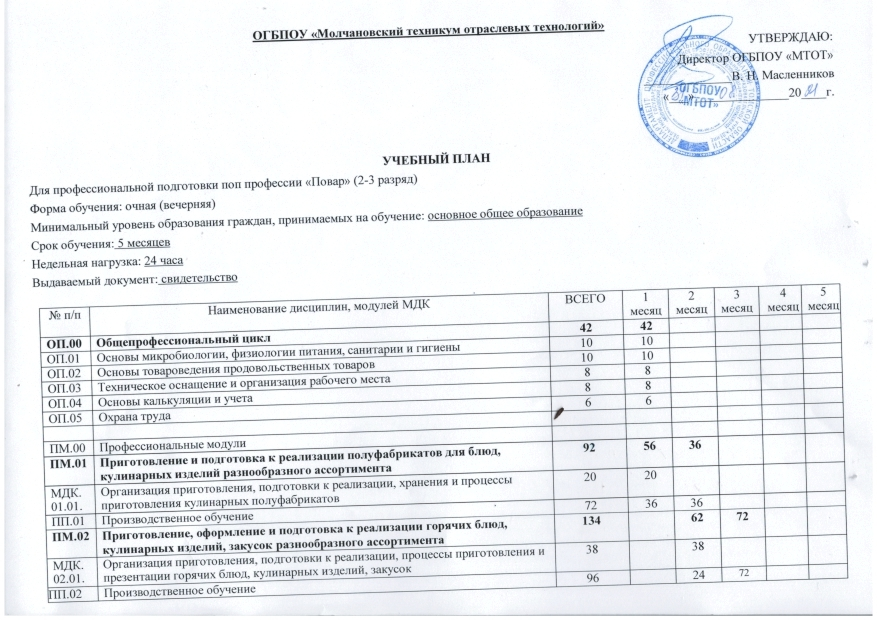 ОГБПОУ «Молчановский техникум отраслевых технологий»
УТВЕРЖДАЮ:
Директор ОГБПОУ «МТОТ»
В. Н. Масленников
« » 20 21 г.
ОГБПОУ
«МТОТ»
УЧЕБНЫЙ ПЛАН
Для профессиональной подготовки поп профессии «Повар» (2-3 разряд)
Форма обучения: очная (вечерняя)
Минимальный уровень образования граждан, принимаемых на обучение: основное общее образование
Срок обучения: 5 месяцев
Недельная нагрузка: 24 часа
Выдаваемый документ: свидетельство
№ п/п Наименование дисциплин, модулей МДК ВСЕГО 1 2 3 4 5
месяц месяц месяц месяц месяц
42 42
ОП.00 Общепрофессиональный цикл
ОП.01 Основы микробиологии, физиологии питания, санитарии и гигиены 10 10
ОП.02 Основы товароведения продовольственных товаров 10 10
ОП.03 Техническое оснащение и организация рабочего места 8 8
ОП.04 Основы калькуляции и учета 8 8
ОП.05 Охрана труда 6 6
ПМ.00 Профессиональные модули
ПМ.01 Приготовление и подготовка к реализации полуфабрикатов для блюд, 92 56 36
кулинарных изделий разнообразного ассортимента
МДК. Организация приготовления, подготовки к реализации, хранения и процессы 20 20
01.01. приготовления кулинарных полуфабрикатов
ПП.01 Производственное обучение 72 36 36
ПМ.02 Приготовление, оформление и подготовка к реализации горячих блюд, 134 62 72
кулинарных изделий, закусок разнообразного ассортимента
МДК. Организация приготовления, подготовки к реализации, процессы приготовления и 38 38
02.01. презентации горячих блюд, кулинарных изделий, закусок
ПП.02 Производственное обучение 96 24 72